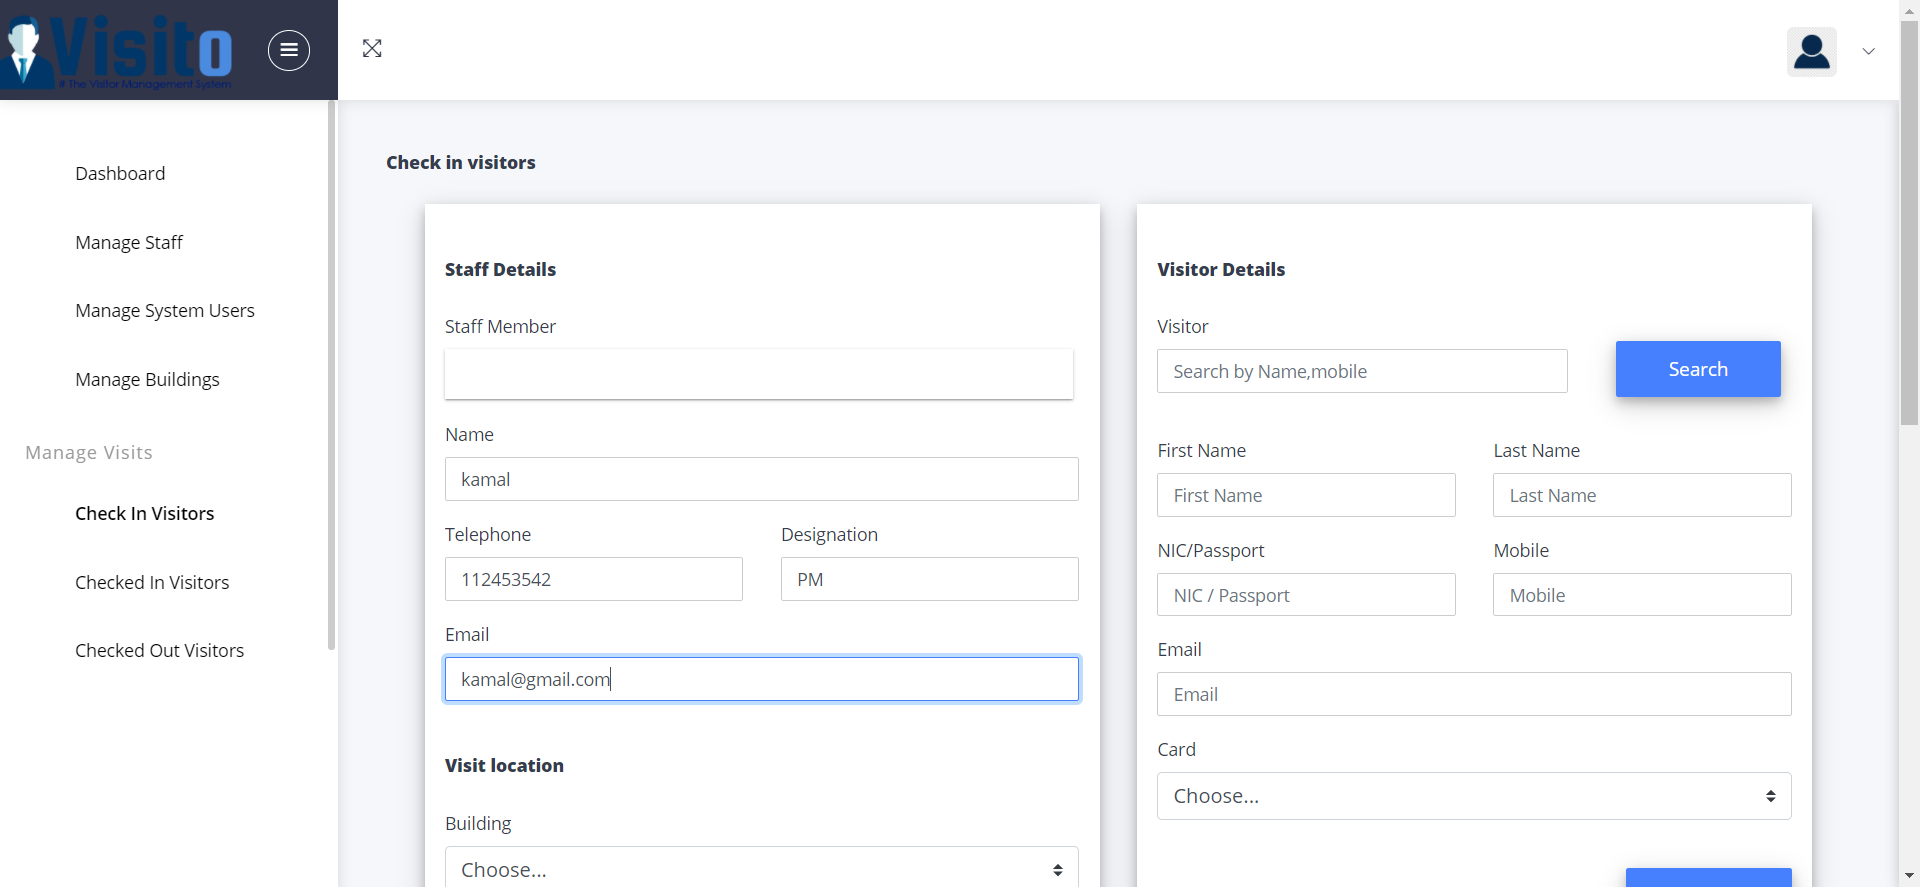 Visito
# The Visitor Management System
Dashboard
Manage Staff
Manage System Users
Manage Buildings
Manage Visits
Check In Visitors
Checked In Visitors
Checked Out Visitors
Check in visitors
Staff Details
Staff Member
Name
kamal
Telephone
Designation
112453542
PM
Email
kamal@gmail.com
Visit location
Building
Choose...
Visitor Details
Visitor
Search by Name,mobile
Search
First Name
Last Name
First Name
Last Name
NIC/Passport
Mobile
NIC / Passport
Mobile
Email
Email
Card
Choose...